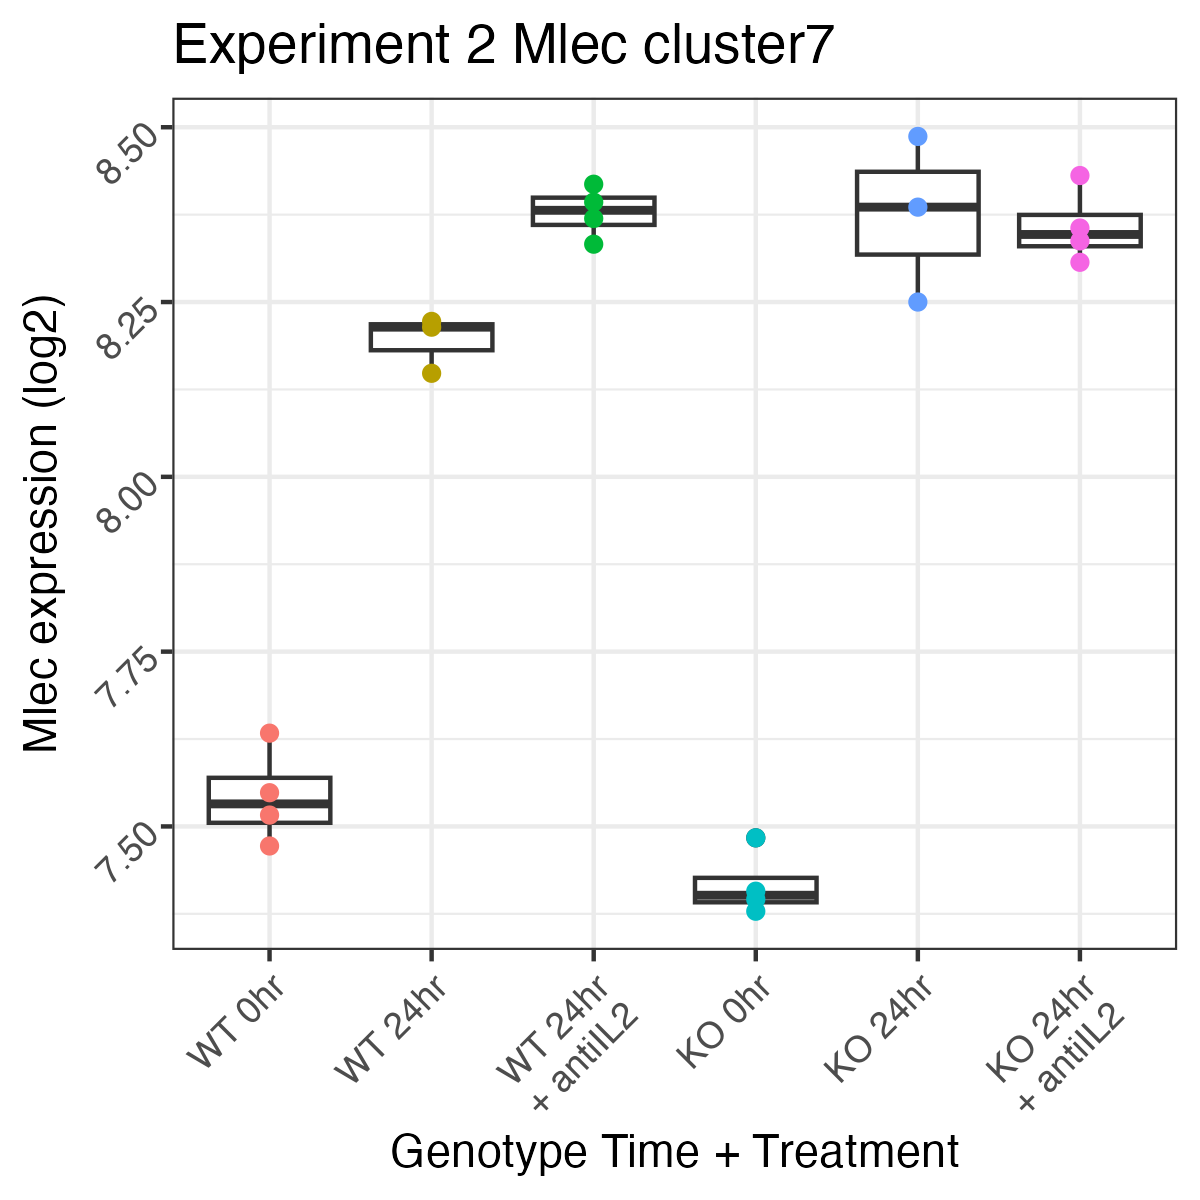 Experiment 2 Mlec cluster7
Mlec expression (log2)
8.50
8.25
8.00
7.75
7.50
WT 0hr
WT 24hr
WT 24hr
+ antiIL2
KO 0hr
KO 24hr
KO 24hr
+ antiIL2
Genotype Time + Treatment